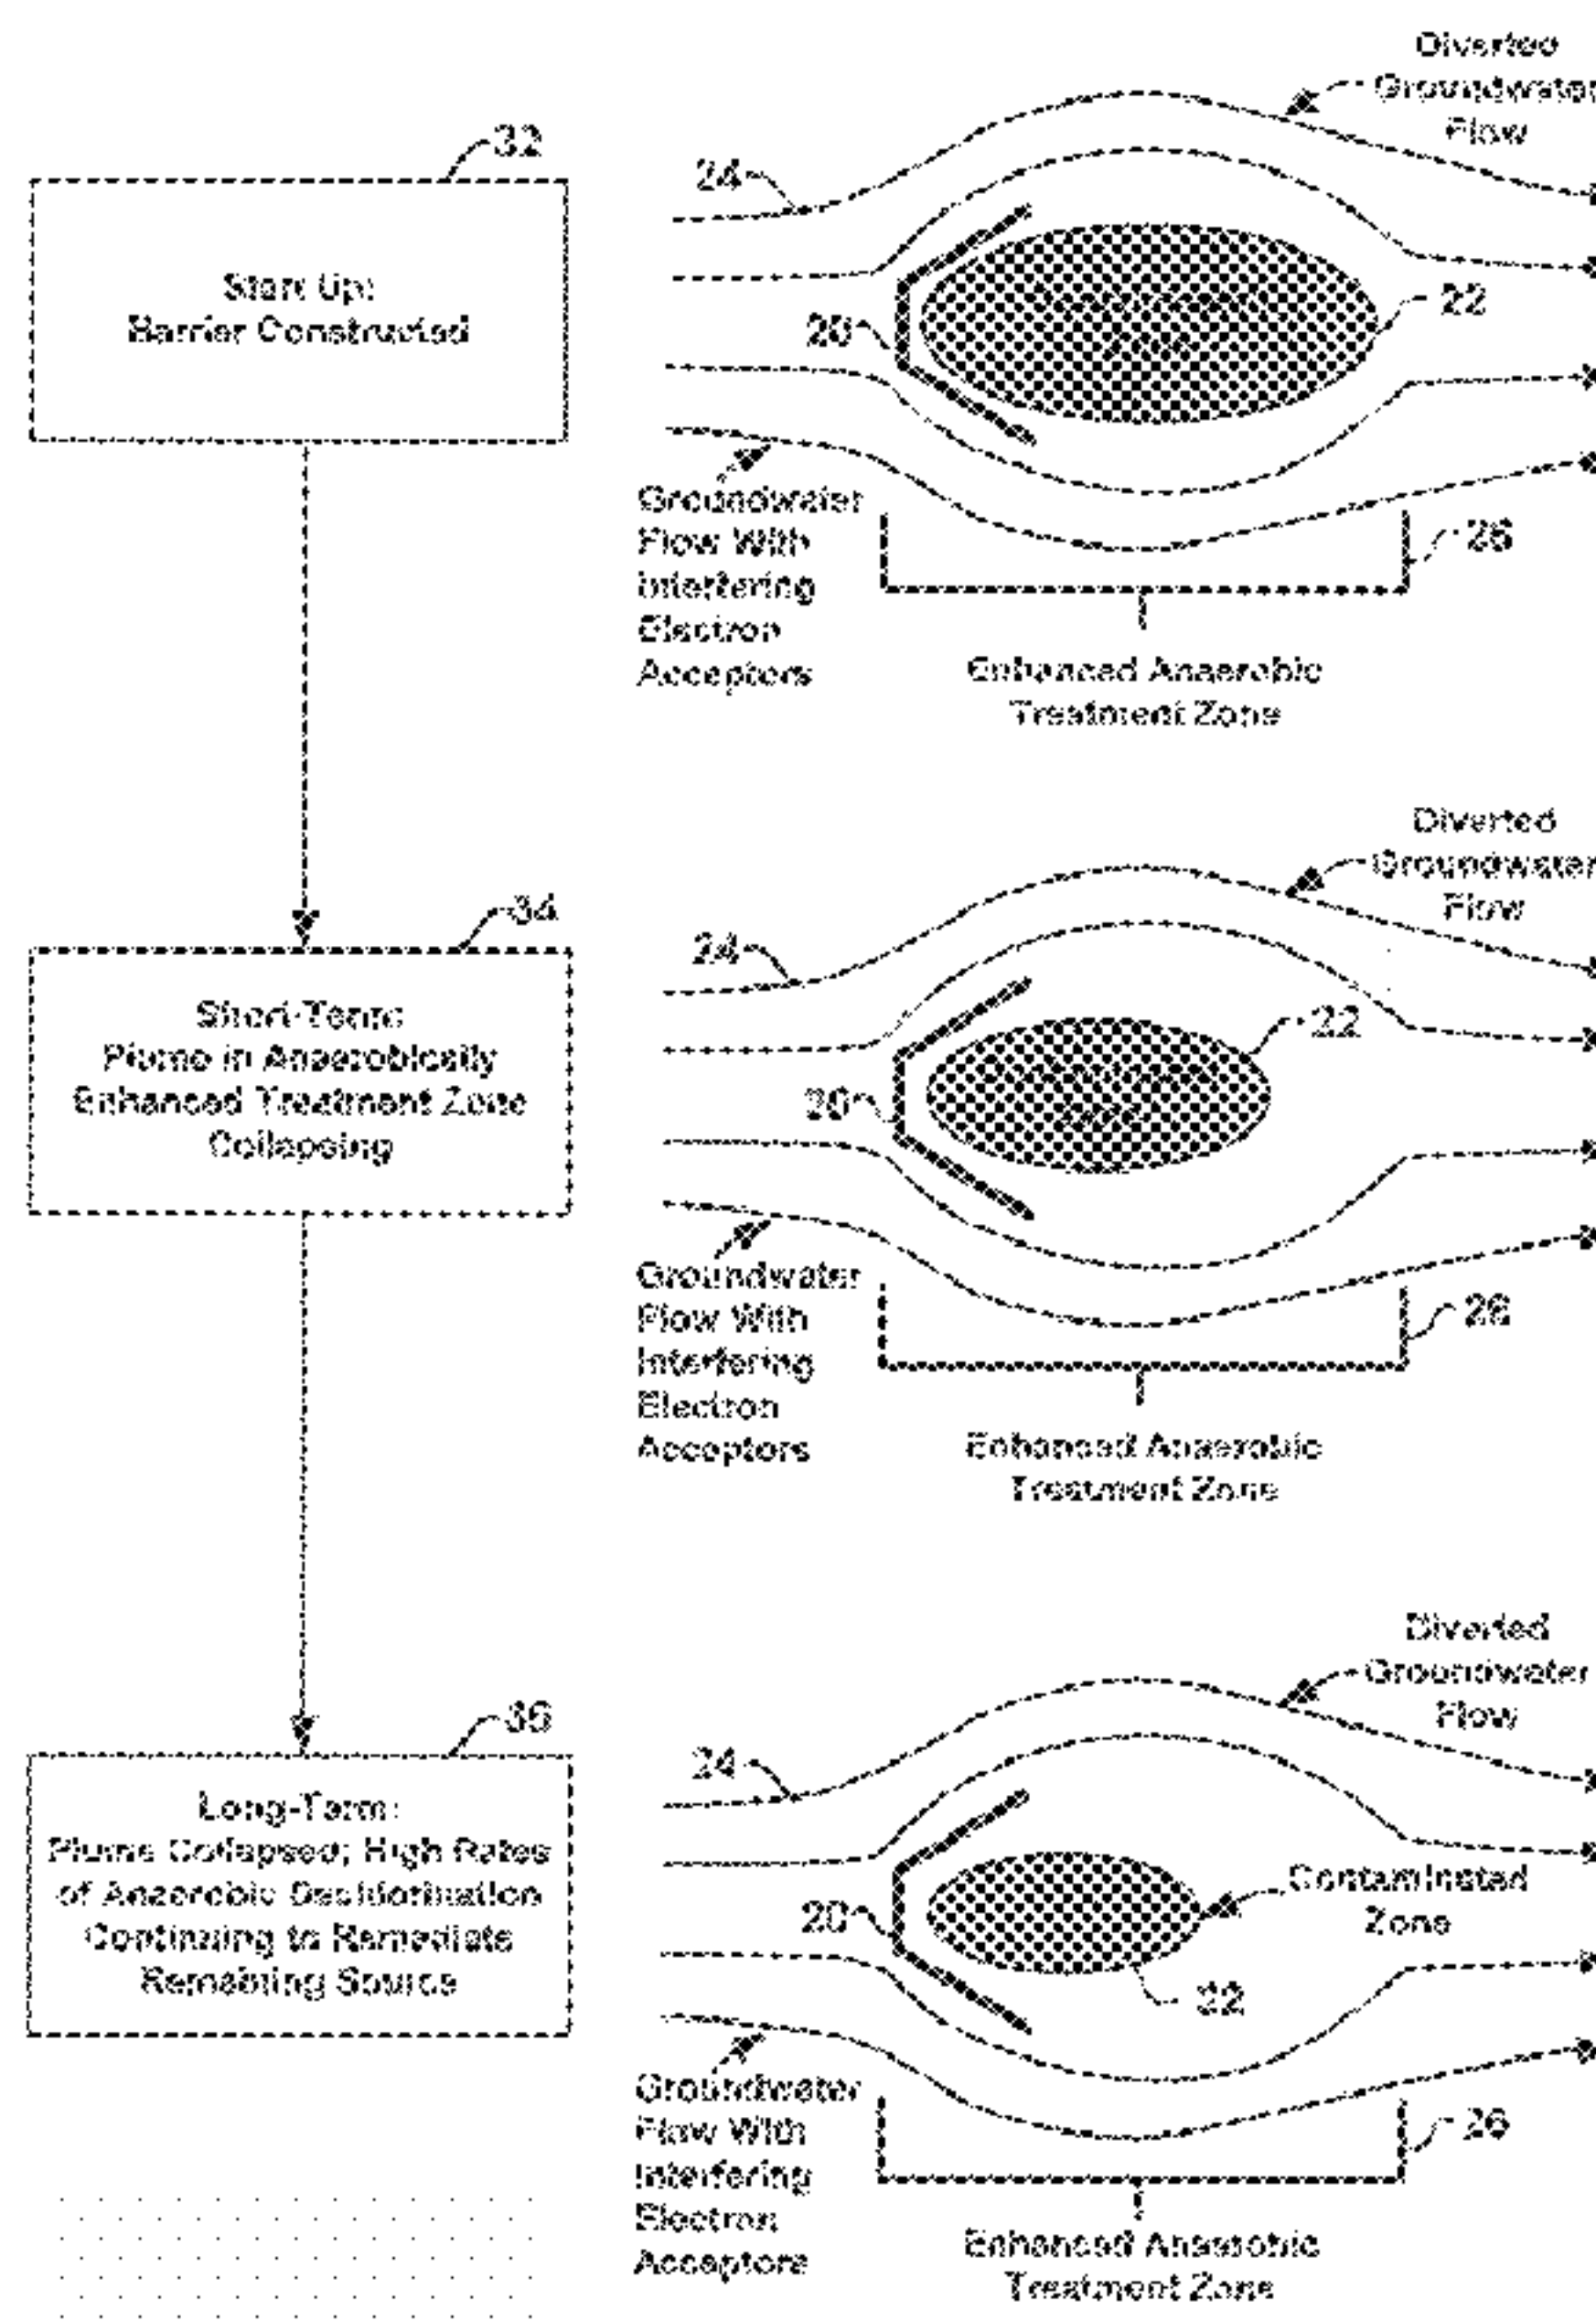 32
Start Up:
Barrier Constructed
Diverted
Groundwater
Flow
24
20
22
Groundwater
Flow With
Interfering
Electron
Acceptors
26
Enhanced Anaerobic
Treatment Zone
34
Short-Term:
Plume in Anaerobically
Enhanced Treatment Zone
Collapsing
Diverted
Groundwater
Flow
24
22
20
Groundwater
Flow With
Interfering
Electron
Acceptors
26
Enhanced Anaerobic
Treatment Zone
36
Long-Term:
Plume Collapsed; High Rates
of Anaerobic Dechlorination
Continuing to Remediate
Remaining Source
Diverted
Groundwater
Flow
24
Contaminated
Zone
20
22
Groundwater
Flow With
Interfering
Electron
Acceptors
26
Enhanced Anaerobic
Treatment Zone